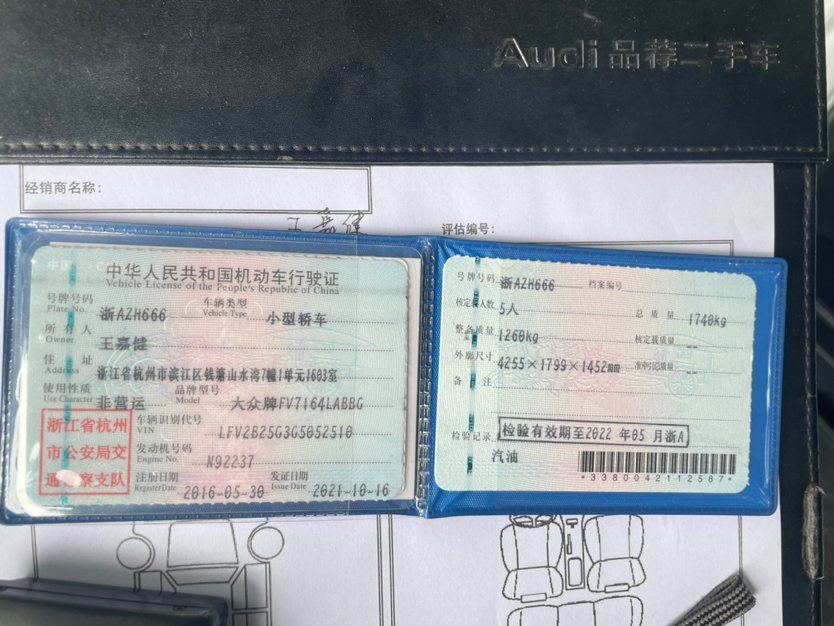 Audi 品荐二手车
经销商名称：
王嘉健
评估编号：
中华人民共和国机动车行驶证
Vehicle License of the People's Republic of China
号牌号码 浙AZH666 车辆类型 小型轿车
Plate No. Vehicle Type
所有人 王嘉健
Owner
住址 浙江省杭州市滨江区钱塘山水湾7幢1单元1603室
Address
使用性质 非营运 品牌型号 大众牌FV7164LABBG
Use Character Model
浙江省杭州
市公安局交
通警察支队
车辆识别代号 LFV2B25G3G5052510
VIN
发动机号码 N92237
Engine No.
注册日期 2016-05-30 发证日期 2021-10-16
Register Date Issue Date
号牌号码 浙AZH666 档案编号
核定载人数 5人 总质量 1740kg
整备质量 1260kg 核定载质量 --
外廓尺寸 4255×1799×1452mm 准牵引总质量 --
备注
检验记录 检验有效期至2022年05月浙A
汽油
*3380042112587*